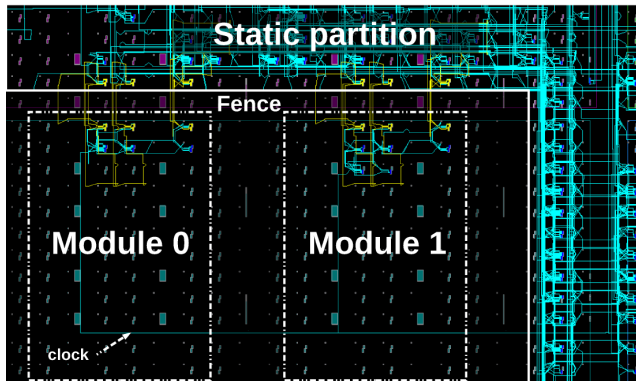 Static partition
Fence
Module 0
Module 1
clock